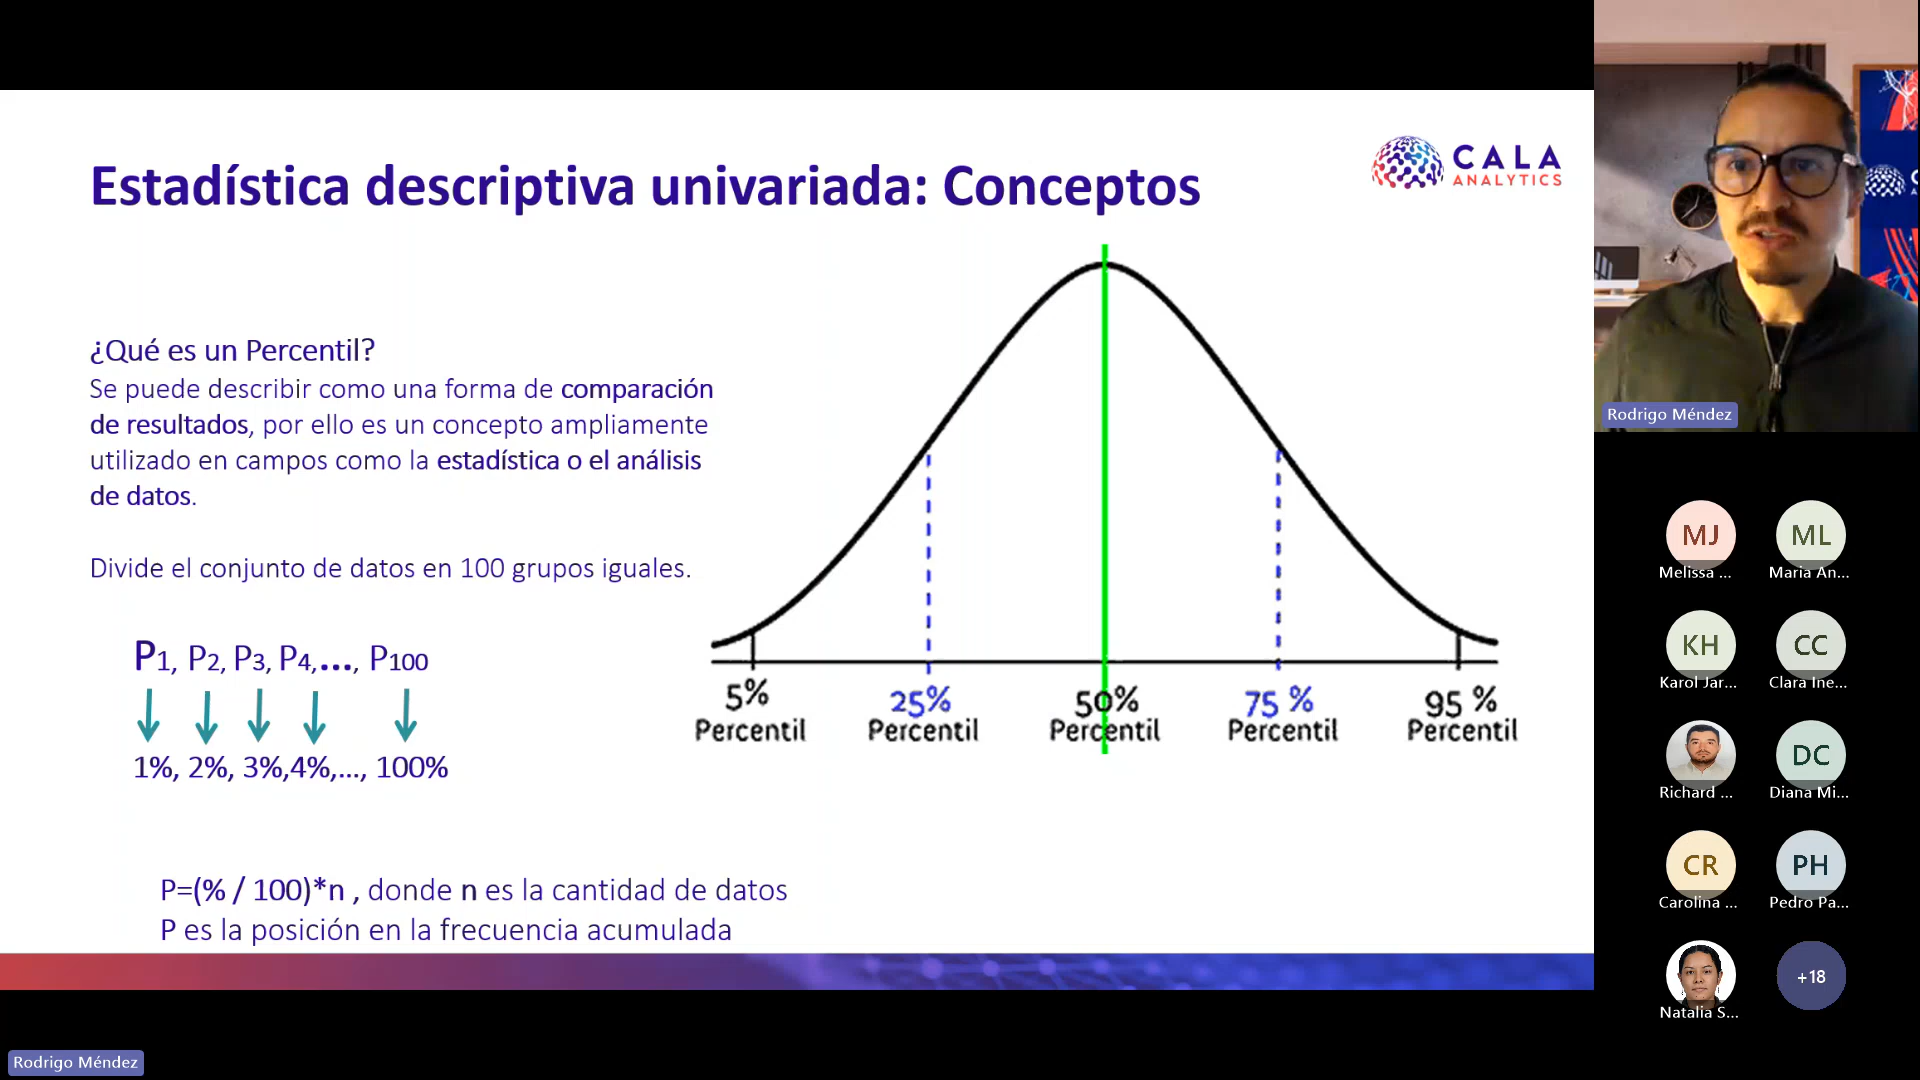 Estadística descriptiva univariada: Conceptos
CALA
ANALYTICS
¿Qué es un Percentil?
Se puede describir como una forma de comparación
de resultados, por ello es un concepto ampliamente
utilizado en campos como la estadística o el análisis
de datos.
Divide el conjunto de datos en 100 grupos iguales.
P1, P2, P3, P4,..., P100
1%, 2%, 3%,4%,..., 100%
P=(% / 100)*n , donde n es la cantidad de datos
P es la posición en la frecuencia acumulada
5% 25% 50% 75 % 95 %
Percentil Percentil Percentil Percentil Percentil
Rodrigo Méndez
MJ ML
Melissa ... Maria An...
KH CC
Karol Jar... Clara Ine...
DC
Richard ... Diana Mi...
CR PH
Carolina ... Pedro Pa...
+18
Natalia S...
Rodrigo Méndez